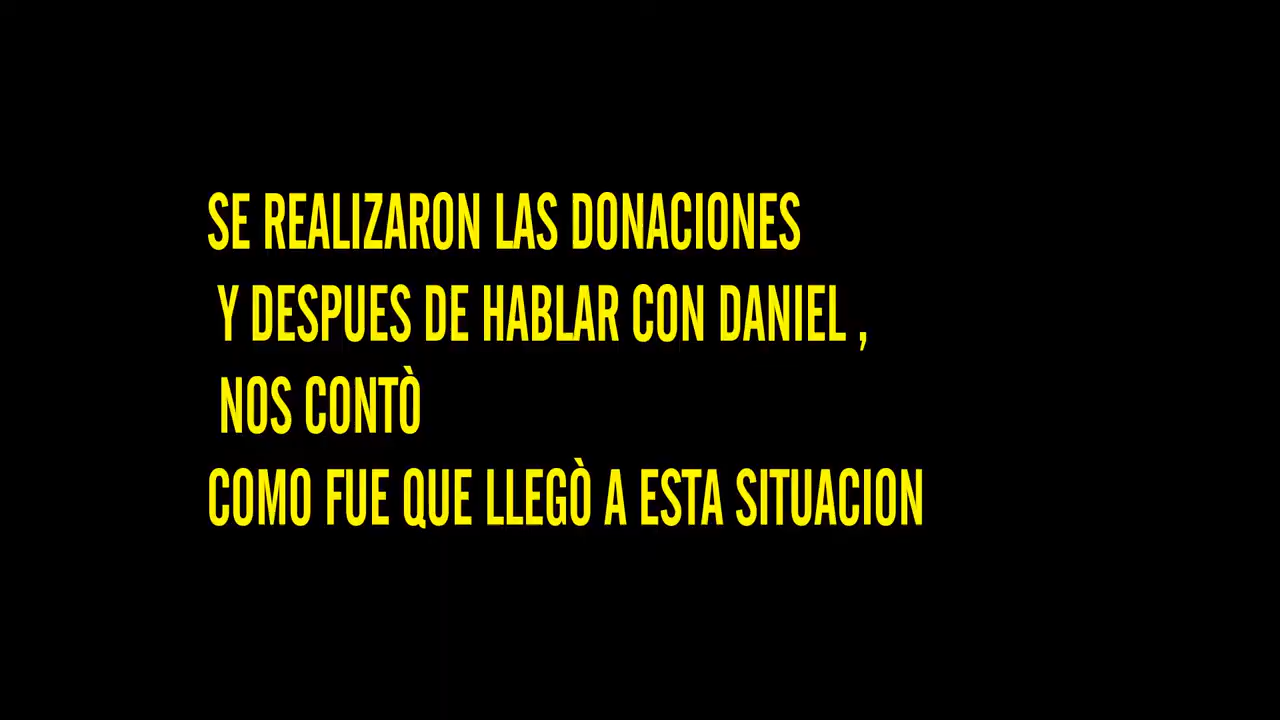 SE REALIZARON LAS DONACIONES
Y DESPUES DE HABLAR CON DANIEL ,
NOS CONTÒ
COMO FUE QUE LLEGÒ A ESTA SITUACION